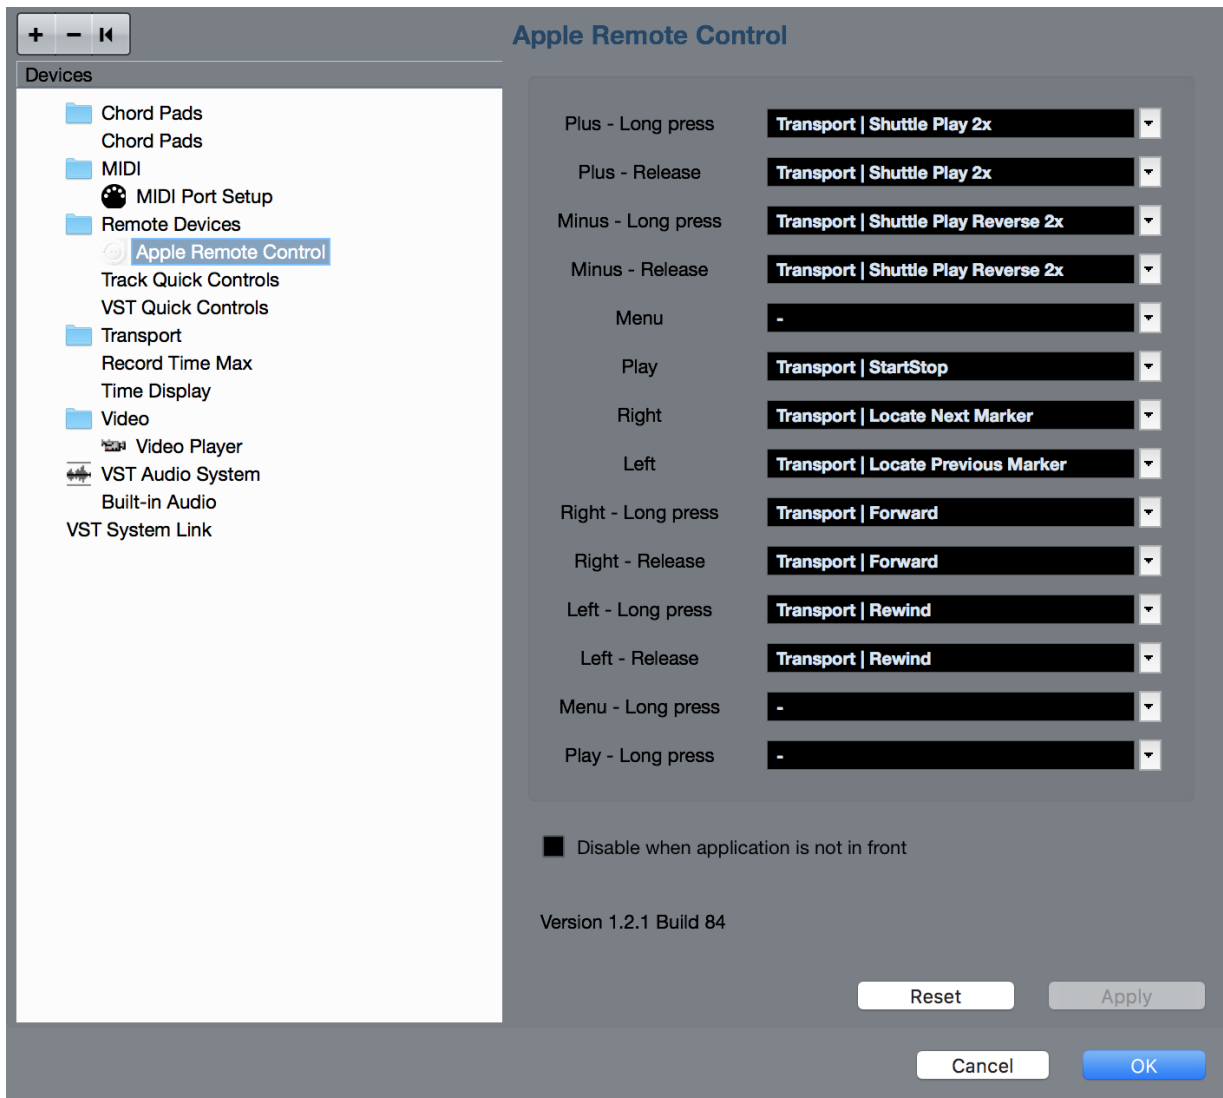 Apple Remote Control
Devices
Chord Pads
Chord Pads
MIDI
MIDI Port Setup
Remote Devices
Apple Remote Control
Track Quick Controls
VST Quick Controls
Transport
Record Time Max
Time Display
Video
Video Player
VST Audio System
Built-in Audio
VST System Link
Plus - Long press Transport | Shuttle Play 2x
Plus - Release Transport | Shuttle Play 2x
Minus - Long press Transport | Shuttle Play Reverse 2x
Minus - Release Transport | Shuttle Play Reverse 2x
Menu -
Play Transport | StartStop
Right Transport | Locate Next Marker
Left Transport | Locate Previous Marker
Right - Long press Transport | Forward
Right - Release Transport | Forward
Left - Long press Transport | Rewind
Left - Release Transport | Rewind
Menu - Long press -
Play - Long press -
Disable when application is not in front
Version 1.2.1 Build 84
Reset Apply
Cancel OK